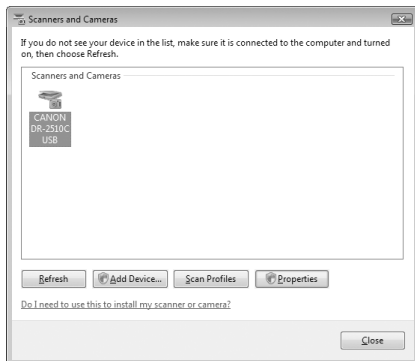 Scanners and Cameras
If you do not see your device in the list, make sure it is connected to the computer and turned
on, then choose Refresh.
Scanners and Cameras
CANON
DR-2510C
USB
Refresh
Add Device...
Scan Profiles
Properties
Do I need to use this to install my scanner or camera?
Close